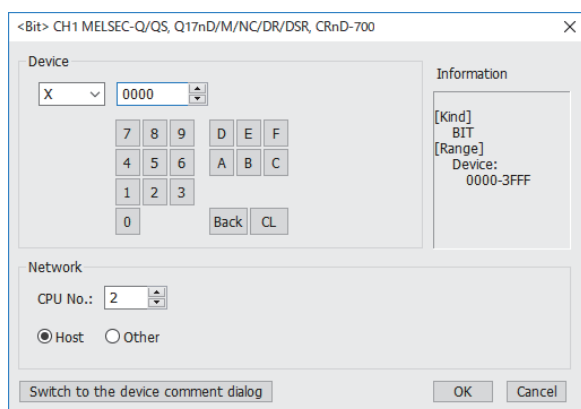 <Bit> CH1 MELSEC-Q/QS, Q17nD/M/NC/DR/DSR, CRnD-700
Device
X 0000
7 8 9 D E F
4 5 6 A B C
1 2 3
0 Back CL
Information
[Kind]
BIT
[Range]
Device:
0000-3FFF
Network
CPU No.: 2
Host Other
Switch to the device comment dialog OK Cancel